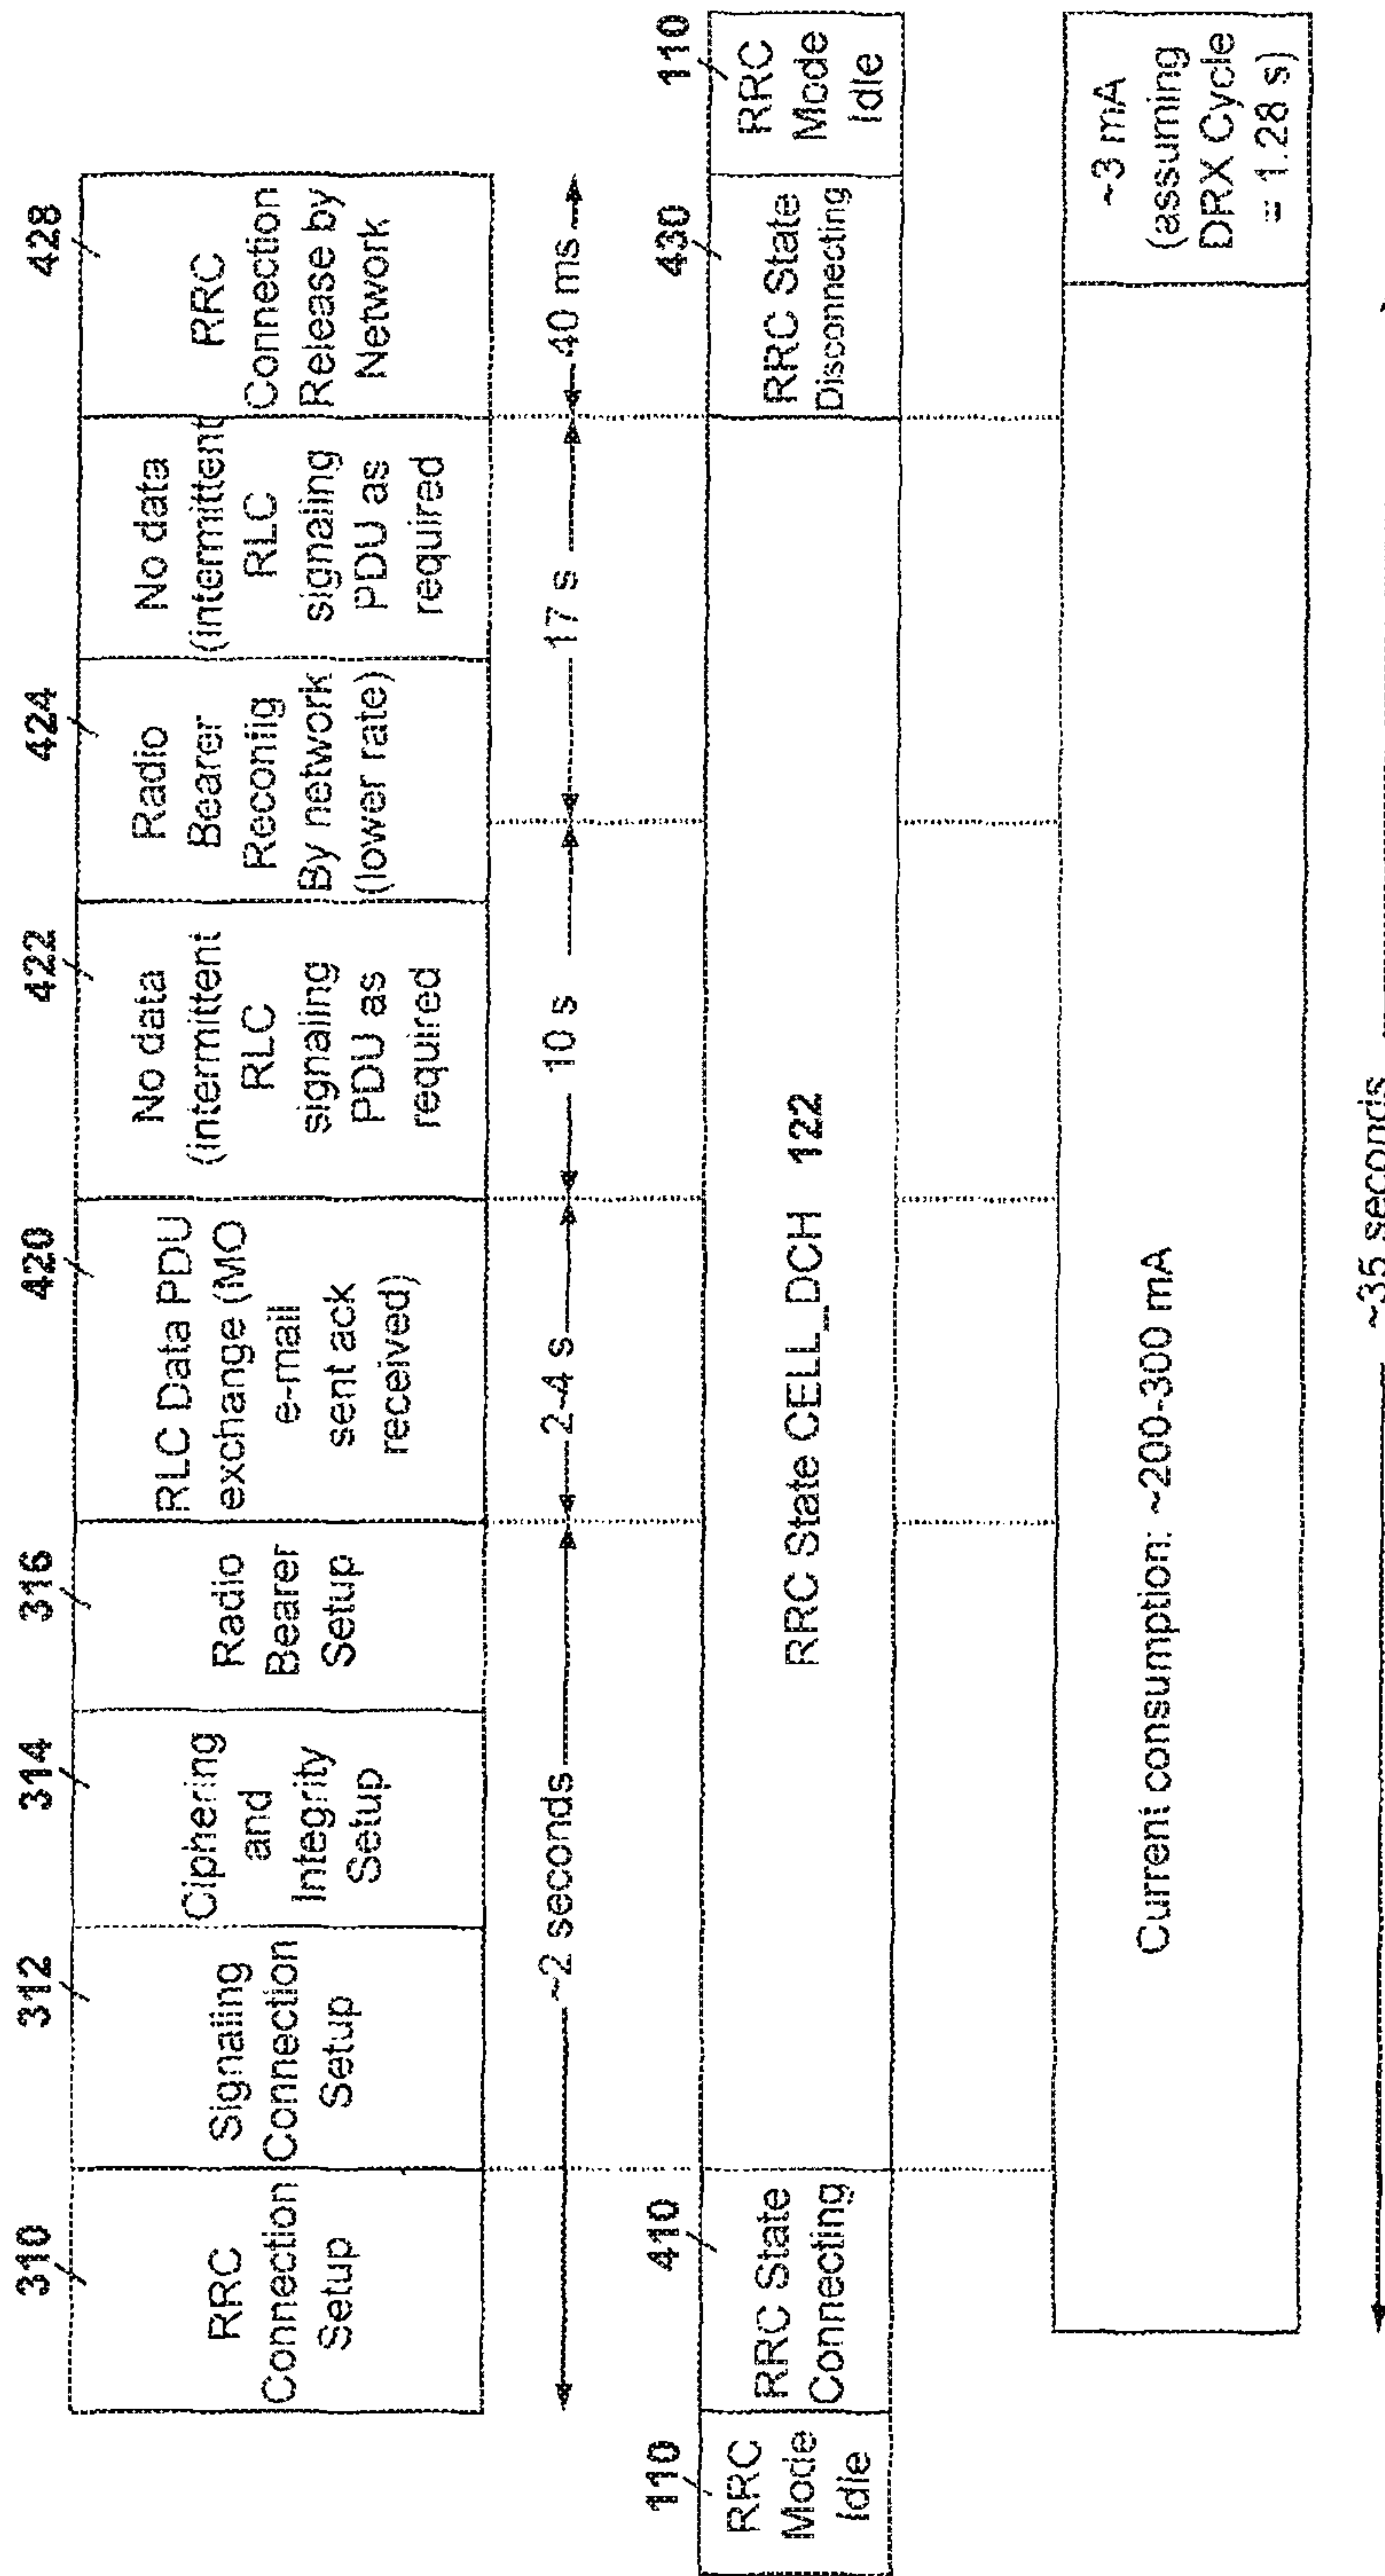 310
RRC
Connection
Setup
312
Signaling
Connection
Setup
314
Ciphering
and
Integrity
Setup
316
Radio
Bearer
Setup
420
RLC Data PDU
exchange (MO
e-mail
sent ack
received)
422
No data
(intermittent
RLC
signaling
PDU as
required
424
Radio
Bearer
Reconfig
By network
(lower rate)
No data
(intermittent
RLC
signaling
PDU as
required
428
RRC
Connection
Release by
Network
~2 seconds
2-4 s
10 s
17 s
40 ms
110
RRC
Mode
Idle
410
RRC State
Connecting
RRC State CELL_DCH 122
430
RRC State
Disconnecting
110
RRC
Mode
Idle
Current consumption: ~200-300 mA
~3 mA
(assuming
DRX Cycle
= 1.28 s)
~35 seconds